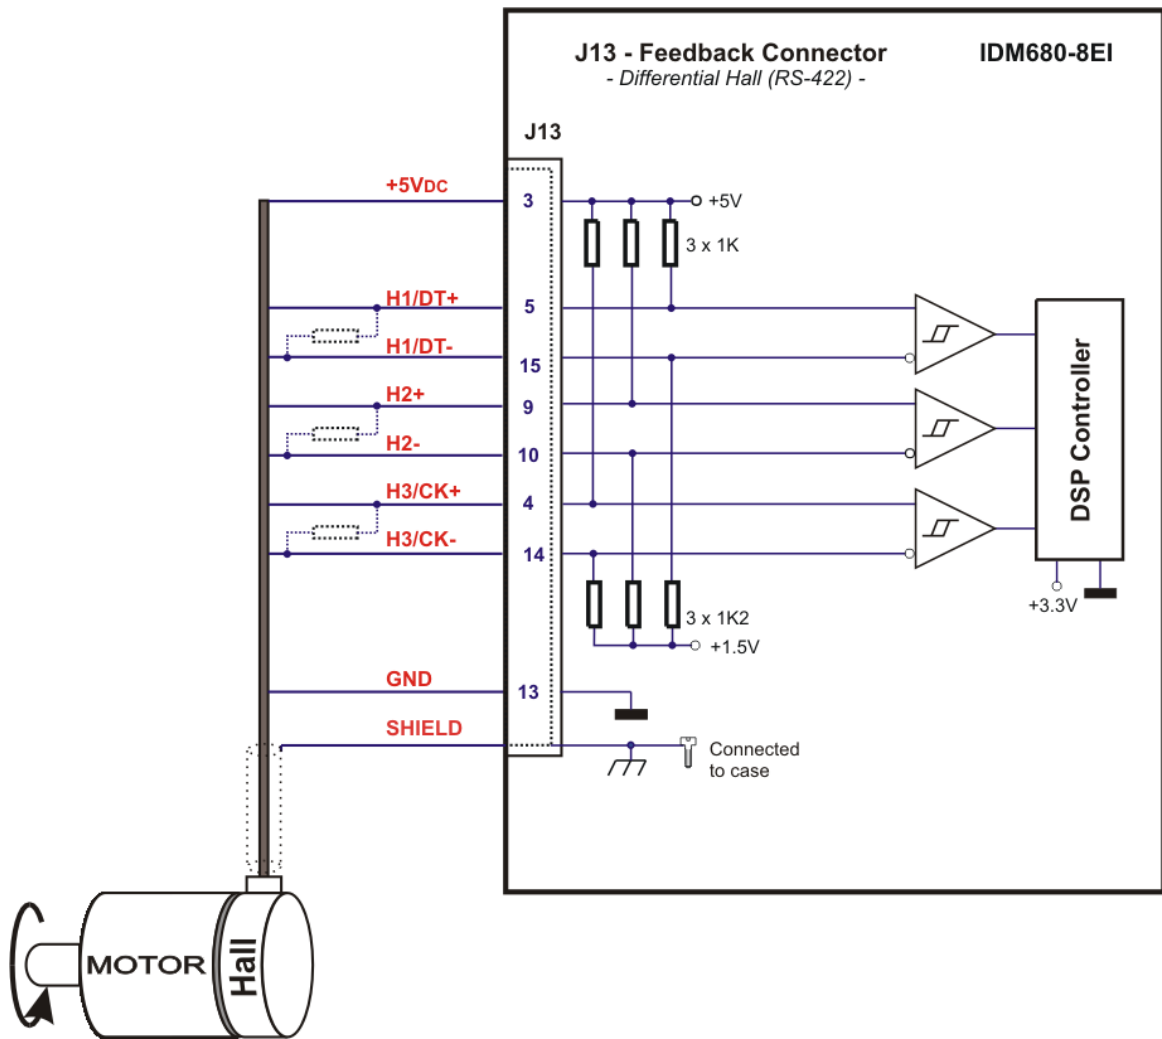 J13 - Feedback Connector
IDM680-8EI
- Differential Hall (RS-422) -
J13
+5VDC
3
+5V
3 x 1K
H1/DT+
5
H1/DT-
15
H2+
9
H2-
10
H3/CK+
4
H3/CK-
14
DSP Controller
+3.3V
3 x 1K2
+1.5V
GND
13
SHIELD
Connected
to case
MOTOR
Hall